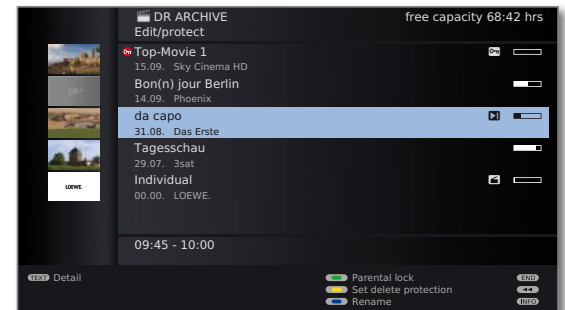 DR ARCHIVE free capacity 68:42 hrs
Edit/protect
Top-Movie 1
15.09. Sky Cinema HD
Bon(n) jour Berlin
14.09. Phoenix
da capo
31.08. Das Erste
Tagesschau
29.07. 3sat
Individual
00.00. LOEWE.
LOEWE.
09:45 - 10:00
TEXT Detail
Parental lock END
Set delete protection
Rename INFO